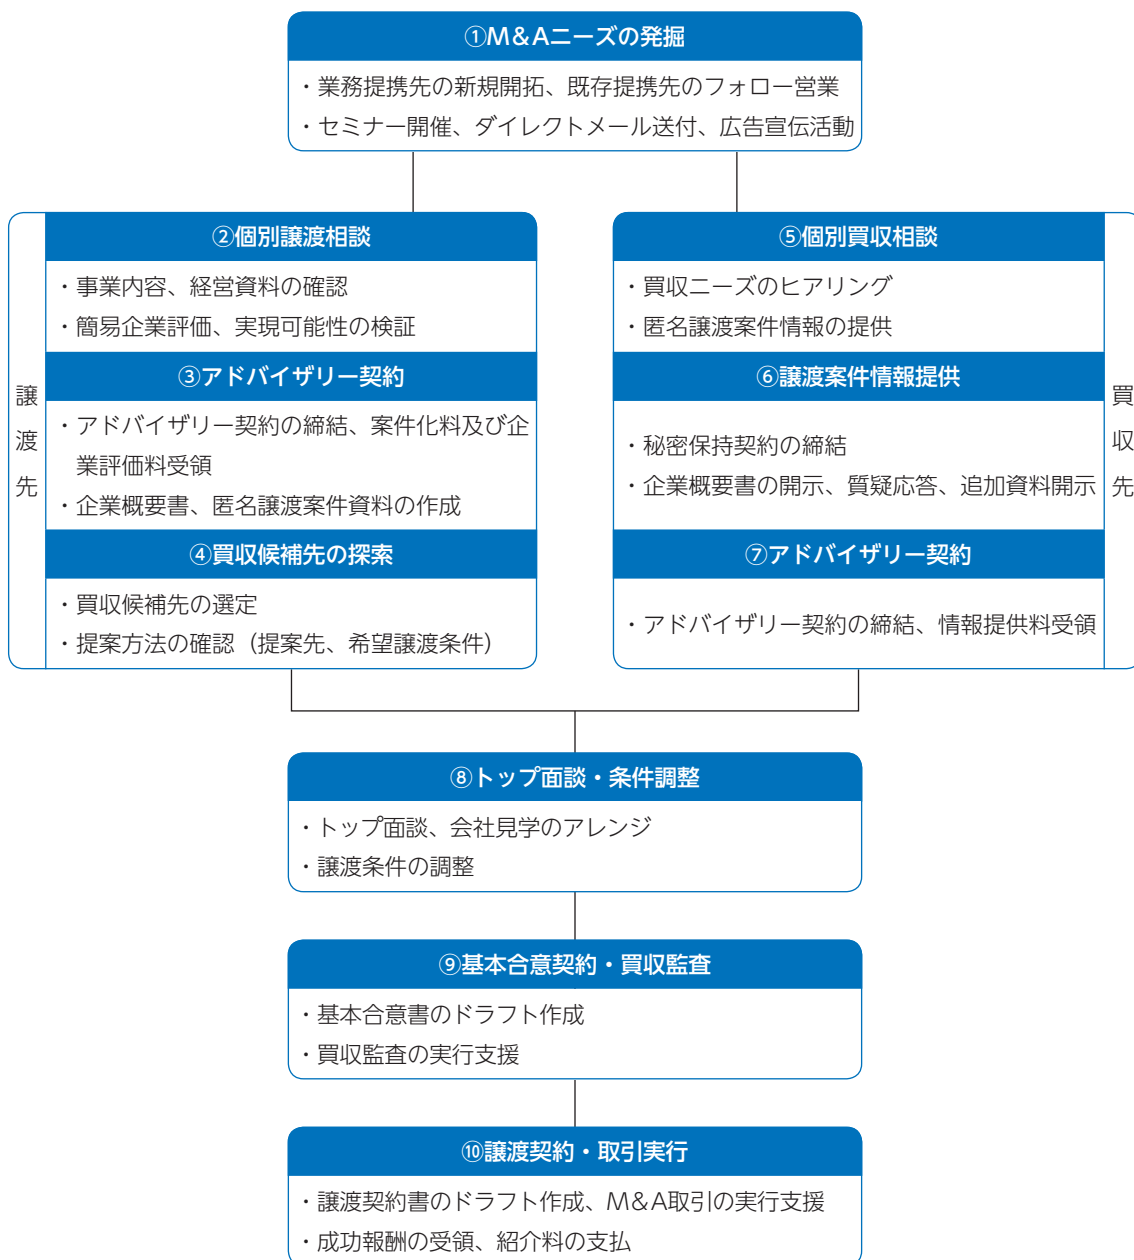 ①M&Aニーズの発掘
・業務提携先の新規開拓、既存提携先のフォロー営業
・セミナー開催、ダイレクトメール送付、広告宣伝活動
譲渡先
②個別譲渡相談
・事業内容、経営資料の確認
・簡易企業評価、実現可能性の検証
③アドバイザリー契約
・アドバイザリー契約の締結、案件化料及び企
業評価料受領
・企業概要書、匿名譲渡案件資料の作成
④買収候補先の探索
・買収候補先の選定
・提案方法の確認（提案先、希望譲渡条件）
⑤個別買収相談
・買収ニーズのヒアリング
・匿名譲渡案件情報の提供
⑥譲渡案件情報提供
・秘密保持契約の締結
・企業概要書の開示、質疑応答、追加資料開示
⑦アドバイザリー契約
・アドバイザリー契約の締結、情報提供料受領
買収先
⑧トップ面談・条件調整
・トップ面談、会社見学のアレンジ
・譲渡条件の調整
⑨基本合意契約・買収監査
・基本合意書のドラフト作成
・買収監査の実行支援
⑩譲渡契約・取引実行
・譲渡契約書のドラフト作成、M&A取引の実行支援
・成功報酬の受領、紹介料の支払